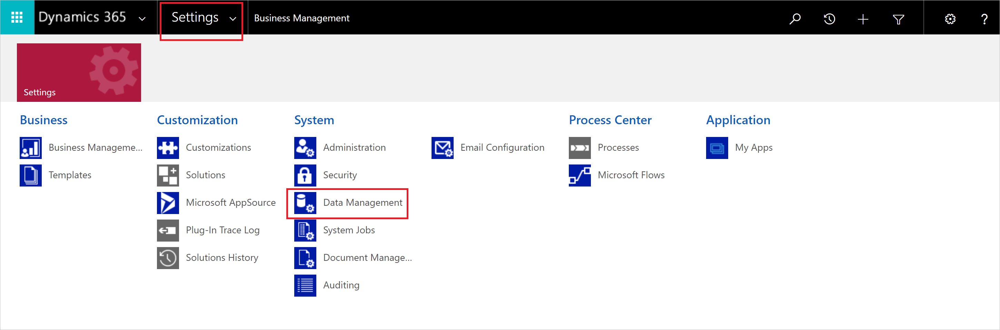 Dynamics 365
Settings
Business Management
?
Settings
Business
Business Manageme...
Templates
Customization
Customizations
Solutions
Microsoft AppSource
Plug-In Trace Log
Solutions History
System
Administration
Security
Data Management
System Jobs
Document Manage...
Auditing
Email Configuration
Process Center
Processes
Microsoft Flows
Application
My Apps